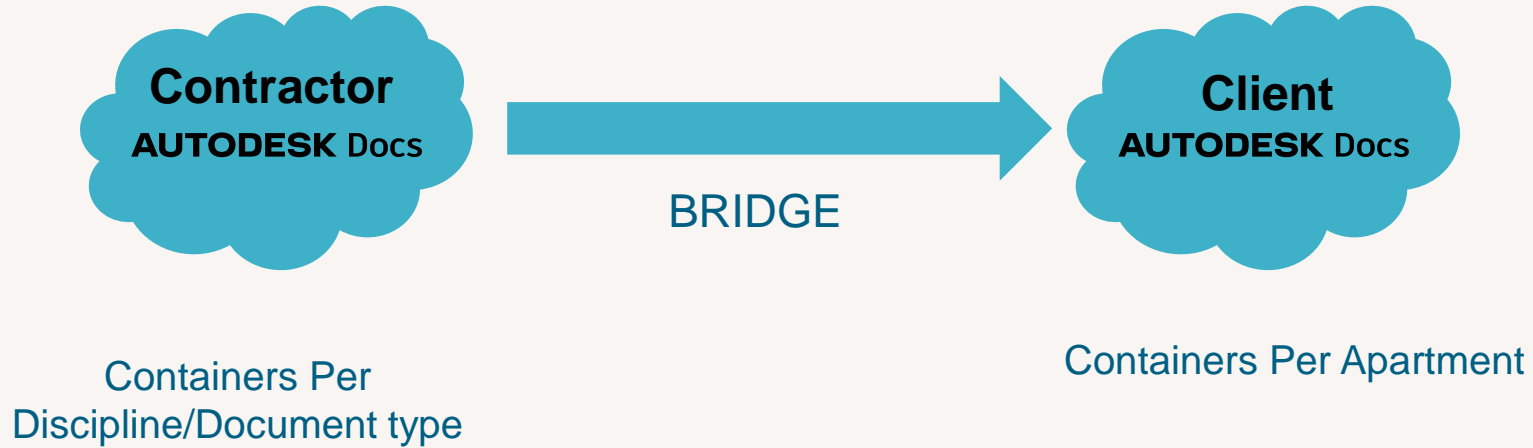 Contractor
AUTODESK Docs
BRIDGE
Client
AUTODESK Docs
Containers Per
Discipline/Document type
Containers Per Apartment